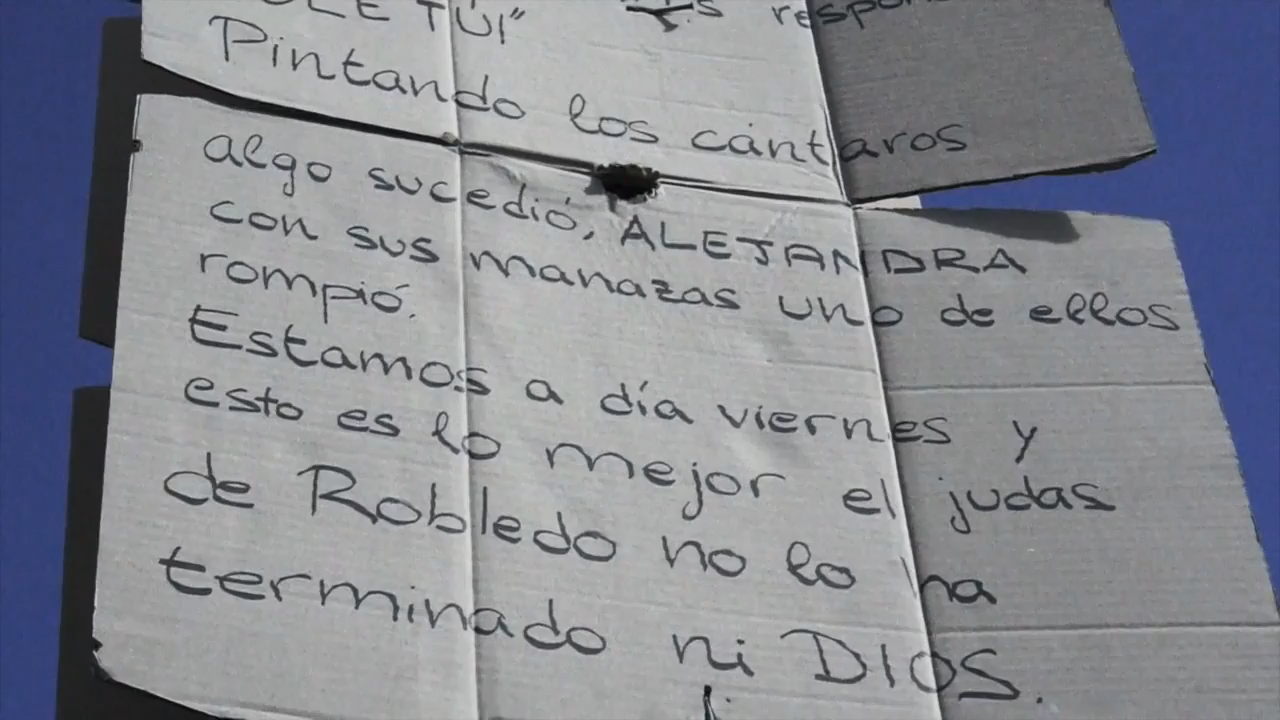 Pintando los cántaros
algo sucedió, ALEJANDRA
con sus manazas uno de ellos
rompió.
Estamos a día viernes y
esto es lo mejor el judas
de Robledo no lo ha
terminado ni DIOS.